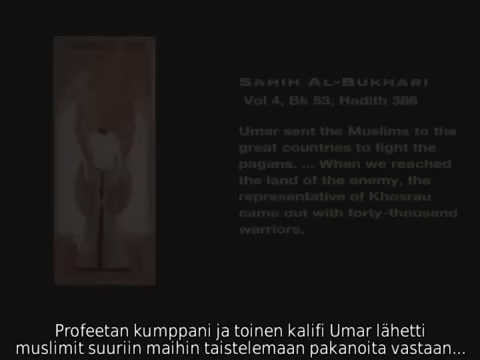 SAHIH AL-BUKHARI
Vol 4, Bk 53, Hadith 386
Umar sent the Muslims to the
great countries to fight the
pagans. ... When we reached
the land of the enemy, the
representative of Khosrau
came out with forty-thousand
warriors,
Profeetan kumppani ja toinen kalifi Umar lähetti
muslimit suuriin maihin taistelemaan pakanoita vastaan...